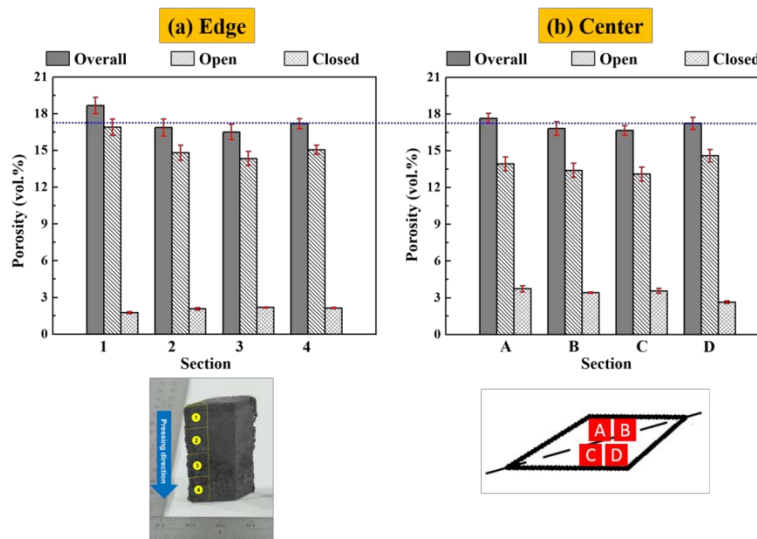 (a) Edge
Overall Open Closed
21
18
15
12
9
6
3
0
Porosity (vol.%)
1 2 3 4
Section
Pressing direction
1
2
3
4
(b) Center
Overall Open Closed
21
18
15
12
9
6
3
0
Porosity (vol.%)
A B C D
Section
A B
C D